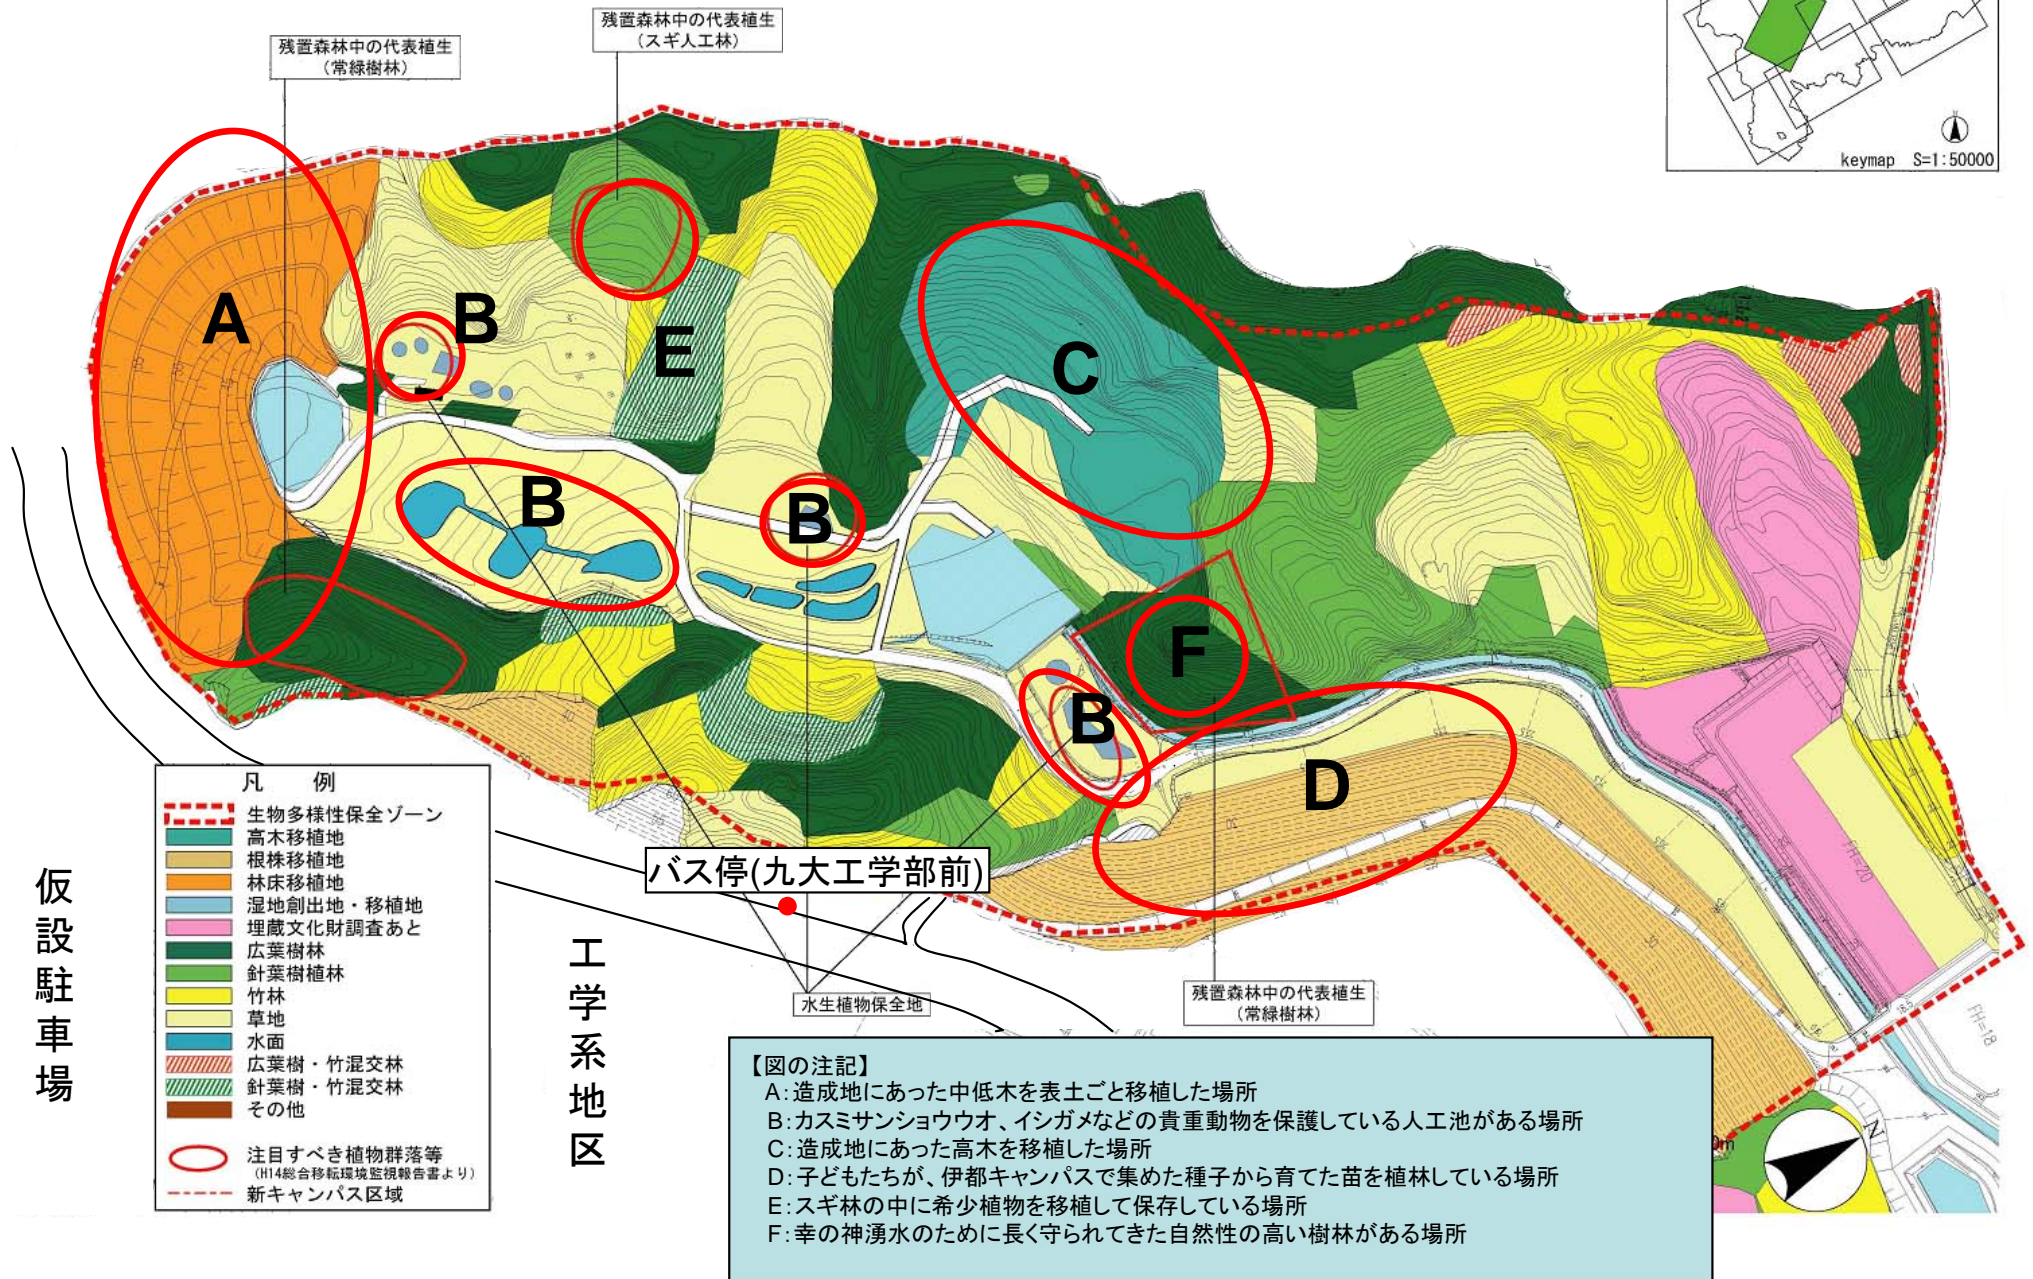 残置森林中の代表植生
(スギ人工林)
残置森林中の代表植生
(常緑樹林)
keymap S=1:50000
A
B
E
C
B
B
F
B
D
凡 例
生物多様性保全ゾーン
高木移植地
根株移植地
林床移植地
湿地創出地・移植地
埋蔵文化財調査あと
広葉樹林
針葉樹植林
竹林
草地
水面
広葉樹・竹混交林
針葉樹・竹混交林
その他
注目すべき植物群落等
(H14総合移転環境監視報告書より)
新キャンパス区域
仮設駐車場
バス停(九大工学部前)
工学系地区
水生植物保全地
残置森林中の代表植生
(常緑樹林)
FH=20
FH=18
N
【図の注記】
A:造成地にあった中低木を表土ごと移植した場所
B:カスミサンショウウオ、イシガメなどの貴重動物を保護している人工池がある場所
C:造成地にあった高木を移植した場所
D:子どもたちが、伊都キャンパスで集めた種子から育てた苗を植林している場所
E:スギ林の中に希少植物を移植して保存している場所
F:幸の神湧水のために長く守られてきた自然性の高い樹林がある場所